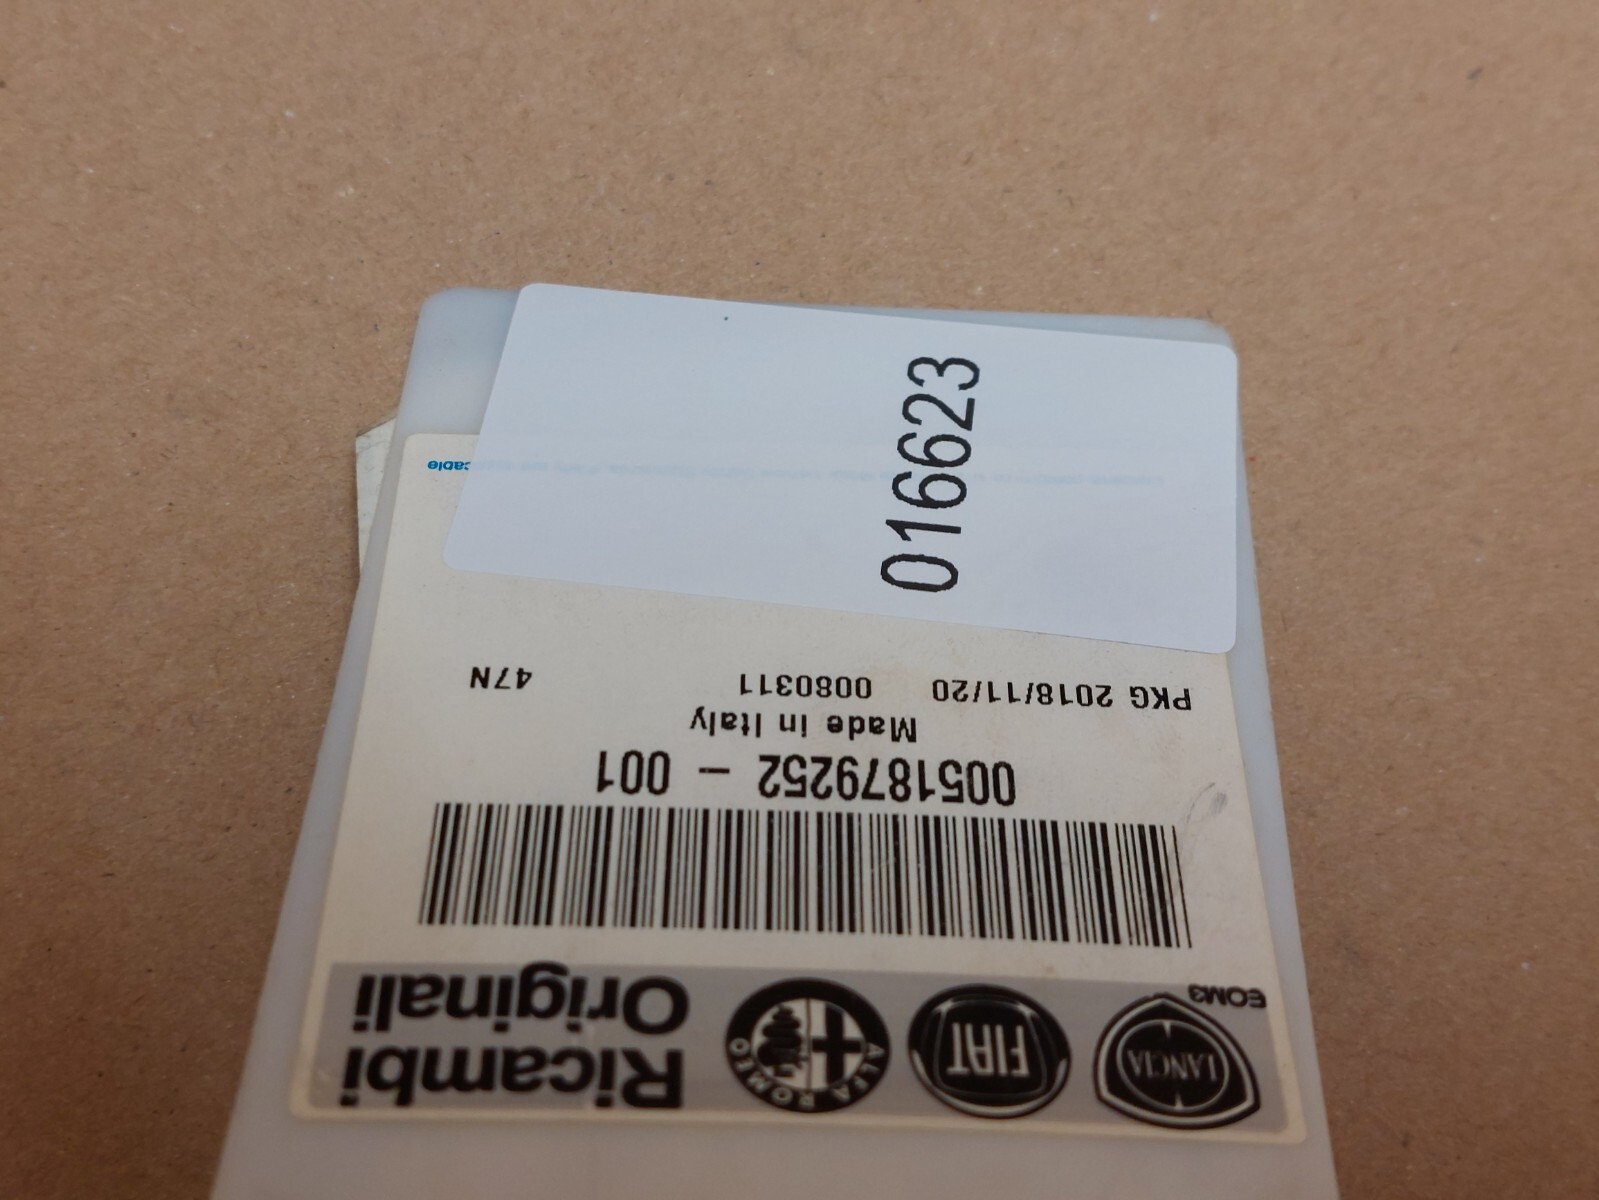 016623
cable
PKG 2018/11/20 0080311 47N
Made in Italy
0051879252 - 001
EOM3
LANCIA
FIAT
ALFA ROMEO
Ricambi
Originali